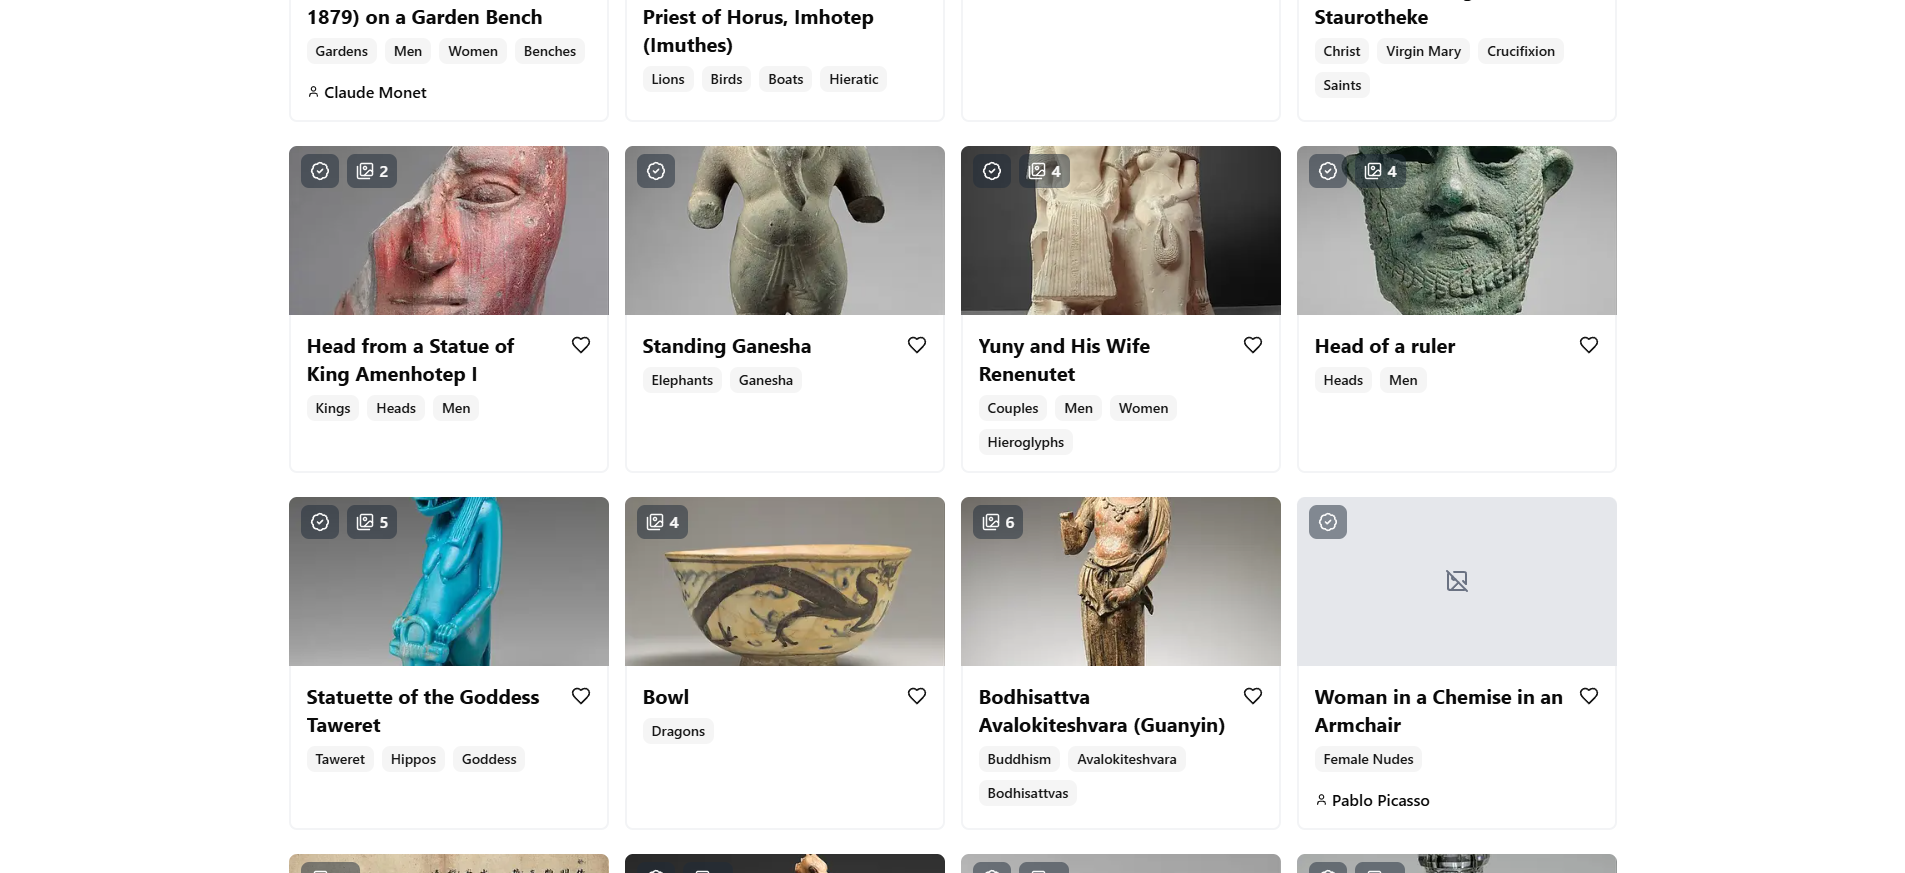 1879) on a Garden Bench
Gardens Men Women Benches
Claude Monet
Priest of Horus, Imhotep
(Imuthes)
Lions Birds Boats Hieratic
Staurotheke
Christ Virgin Mary Crucifixion
Saints
2
Head from a Statue of
King Amenhotep I
Kings Heads Men
Standing Ganesha
Elephants Ganesha
4
Yuny and His Wife
Renenutet
Couples Men Women
Hieroglyphs
4
Head of a ruler
Heads Men
5
Statuette of the Goddess
Taweret
Taweret Hippos Goddess
4
Bowl
Dragons
6
Bodhisattva
Avalokiteshvara (Guanyin)
Buddhism Avalokiteshvara
Bodhisattvas
Woman in a Chemise in an
Armchair
Female Nudes
Pablo Picasso